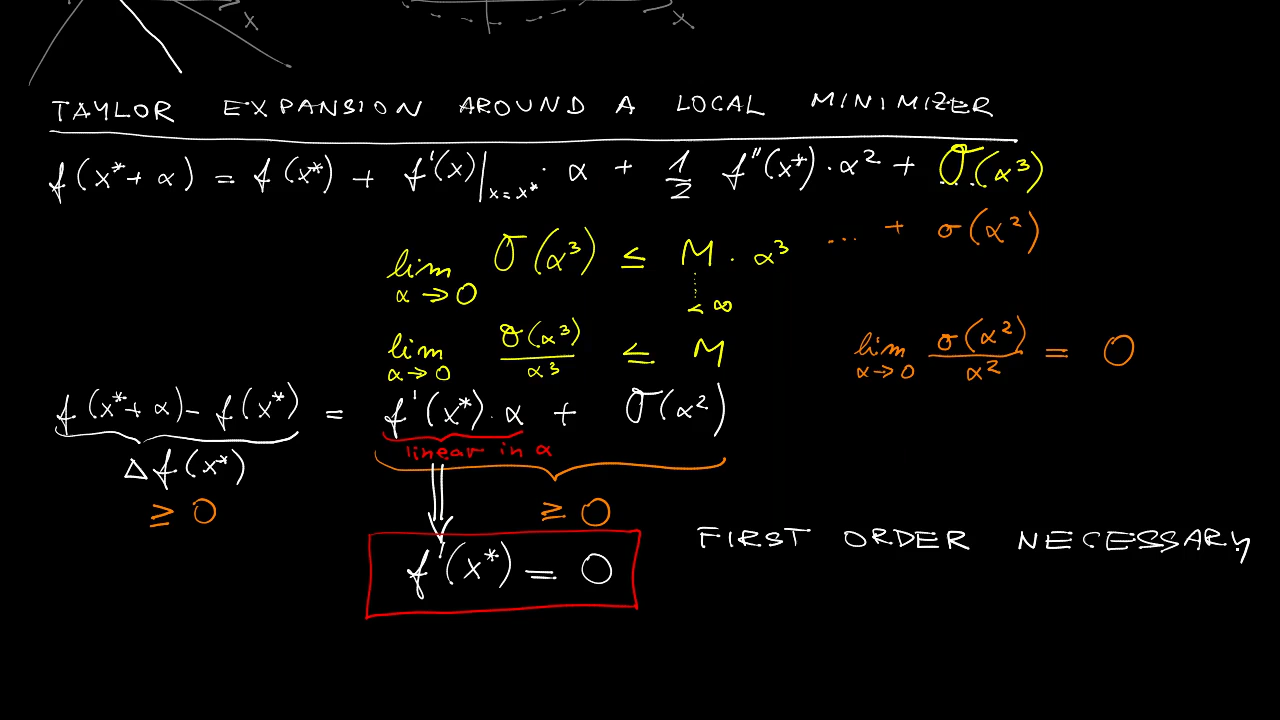 x x
TAYLOR EXPANSION AROUND A LOCAL MINIMIZER
f(x*+ α) = f(x*) + f'(x)|x=x* · α + 1/2 f''(x*) · α² + O(α³)
... + o(α²)
lim α→0 O(α³) ≤ M · α³
< ∞
lim α→0 O(α³)/α³ ≤ M
lim α→0 o(α²)/α² = 0
f(x*+ α) – f(x*) = f'(x*) · α + O(α²)
linear in α
Δf(x*)
≥ 0 ≥ 0
f'(x*) = 0
FIRST ORDER NECESSARY